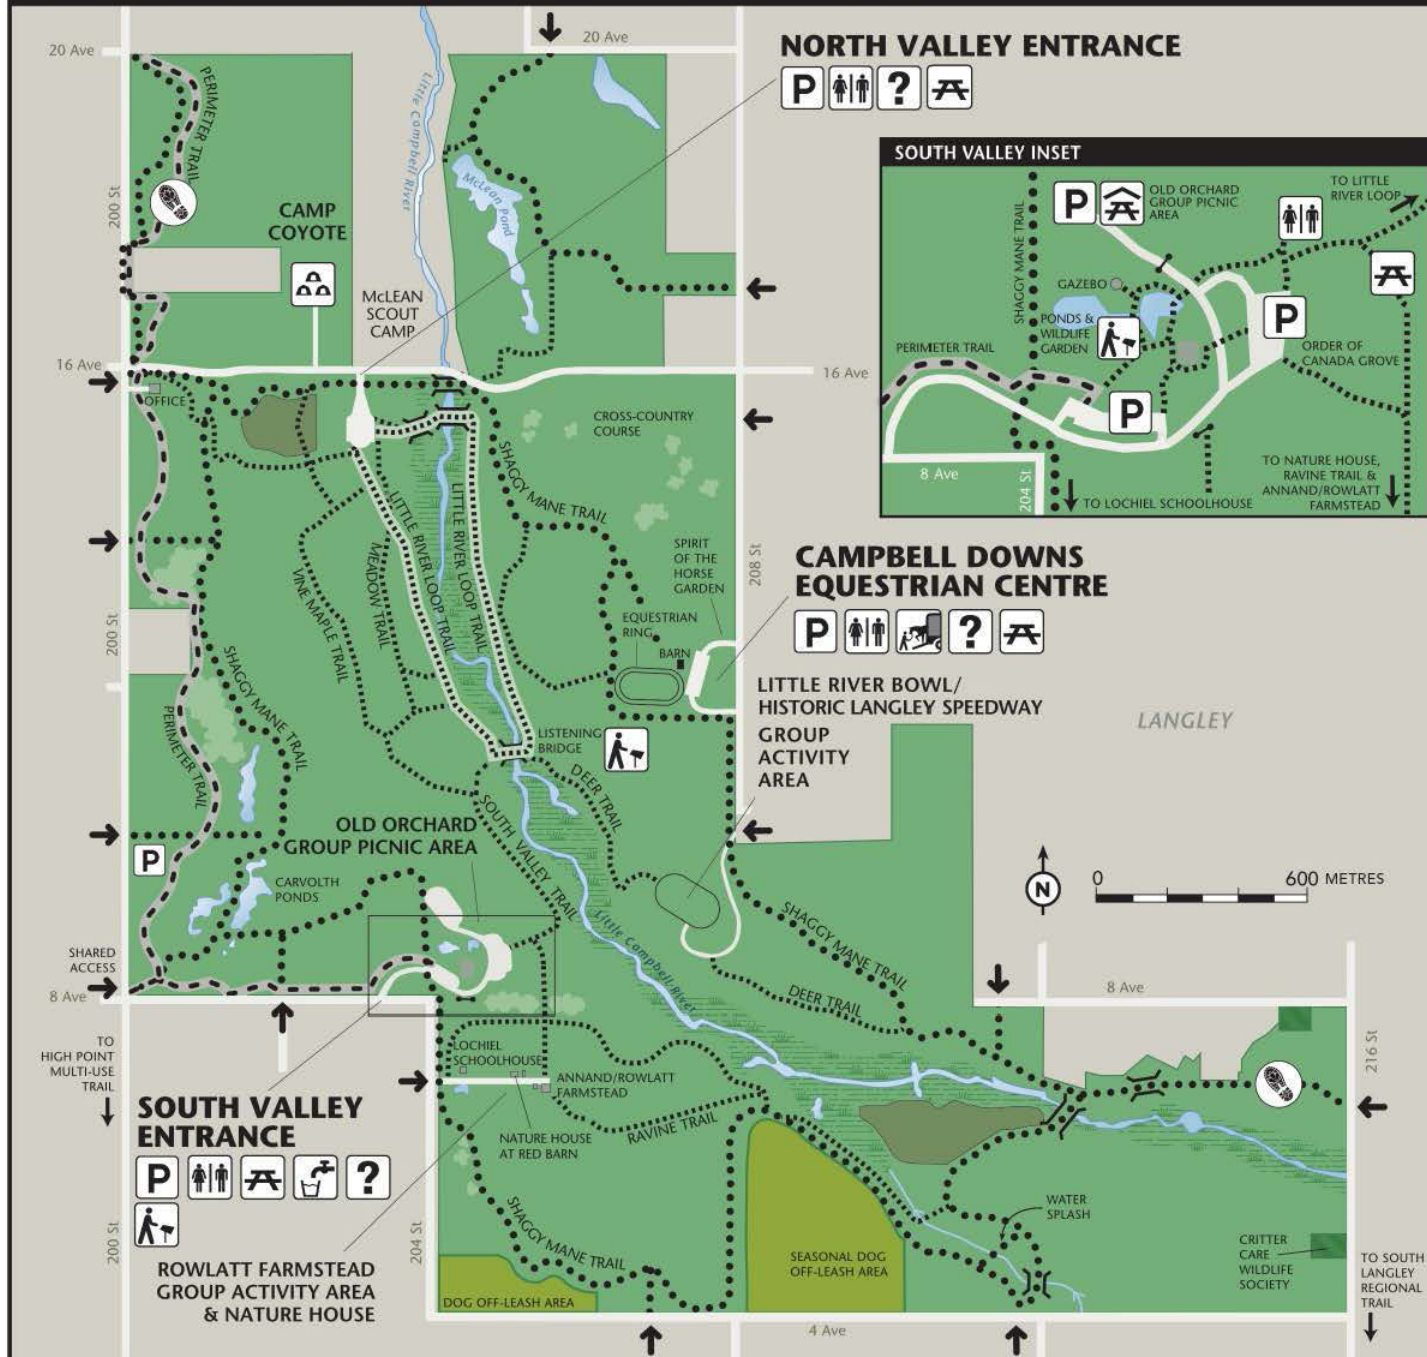 20 Ave
20 Ave
NORTH VALLEY ENTRANCE
P
?
PERIMETER TRAIL
Little Campbell River
McLean Pond
200 St
CAMP
COYOTE
McLEAN
SCOUT
CAMP
SOUTH VALLEY INSET
P
OLD ORCHARD
GROUP PICNIC
AREA
TO LITTLE
RIVER LOOP
SHAGGY MANE TRAIL
GAZEBO
PONDS &
WILDLIFE
GARDEN
P
ORDER OF
CANADA GROVE
PERIMETER TRAIL
P
8 Ave
204 St
TO LOCHIEL SCHOOLHOUSE
TO NATURE HOUSE,
RAVINE TRAIL &
ANNAND/ROWLATT
FARMSTEAD
16 Ave
16 Ave
OFFICE
CROSS-COUNTRY
COURSE
SHAGGY MANE TRAIL
LITTLE RIVER LOOP TRAIL
LITTLE RIVER LOOP TRAIL
MEADOW TRAIL
VINE MAPLE TRAIL
SPIRIT
OF THE
HORSE
GARDEN
208 St
EQUESTRIAN
RING
BARN
CAMPBELL DOWNS
EQUESTRIAN CENTRE
P
?
200 St
SHAGGY MANE TRAIL
PERIMETER TRAIL
LITTLE RIVER BOWL/
HISTORIC LANGLEY SPEEDWAY
GROUP
ACTIVITY
AREA
LANGLEY
LISTENING
BRIDGE
DEER TRAIL
SOUTH VALLEY TRAIL
OLD ORCHARD
GROUP PICNIC AREA
P
CARVOLTH
PONDS
N
0
600 METRES
SHAGGY MANE TRAIL
Little Campbell River
DEER TRAIL
SHARED
ACCESS
8 Ave
8 Ave
216 St
TO
HIGH POINT
MULTI-USE
TRAIL
LOCHIEL
SCHOOLHOUSE
ANNAND/ROWLATT
FARMSTEAD
NATURE HOUSE
AT RED BARN
RAVINE TRAIL
SOUTH VALLEY
ENTRANCE
P
?
200 St
204 St
SHAGGY MANE TRAIL
WATER
SPLASH
SEASONAL DOG
OFF-LEASH AREA
CRITTER
CARE
WILDLIFE
SOCIETY
TO SOUTH
LANGLEY
REGIONAL
TRAIL
ROWLATT FARMSTEAD
GROUP ACTIVITY AREA
& NATURE HOUSE
DOG OFF-LEASH AREA
4 Ave